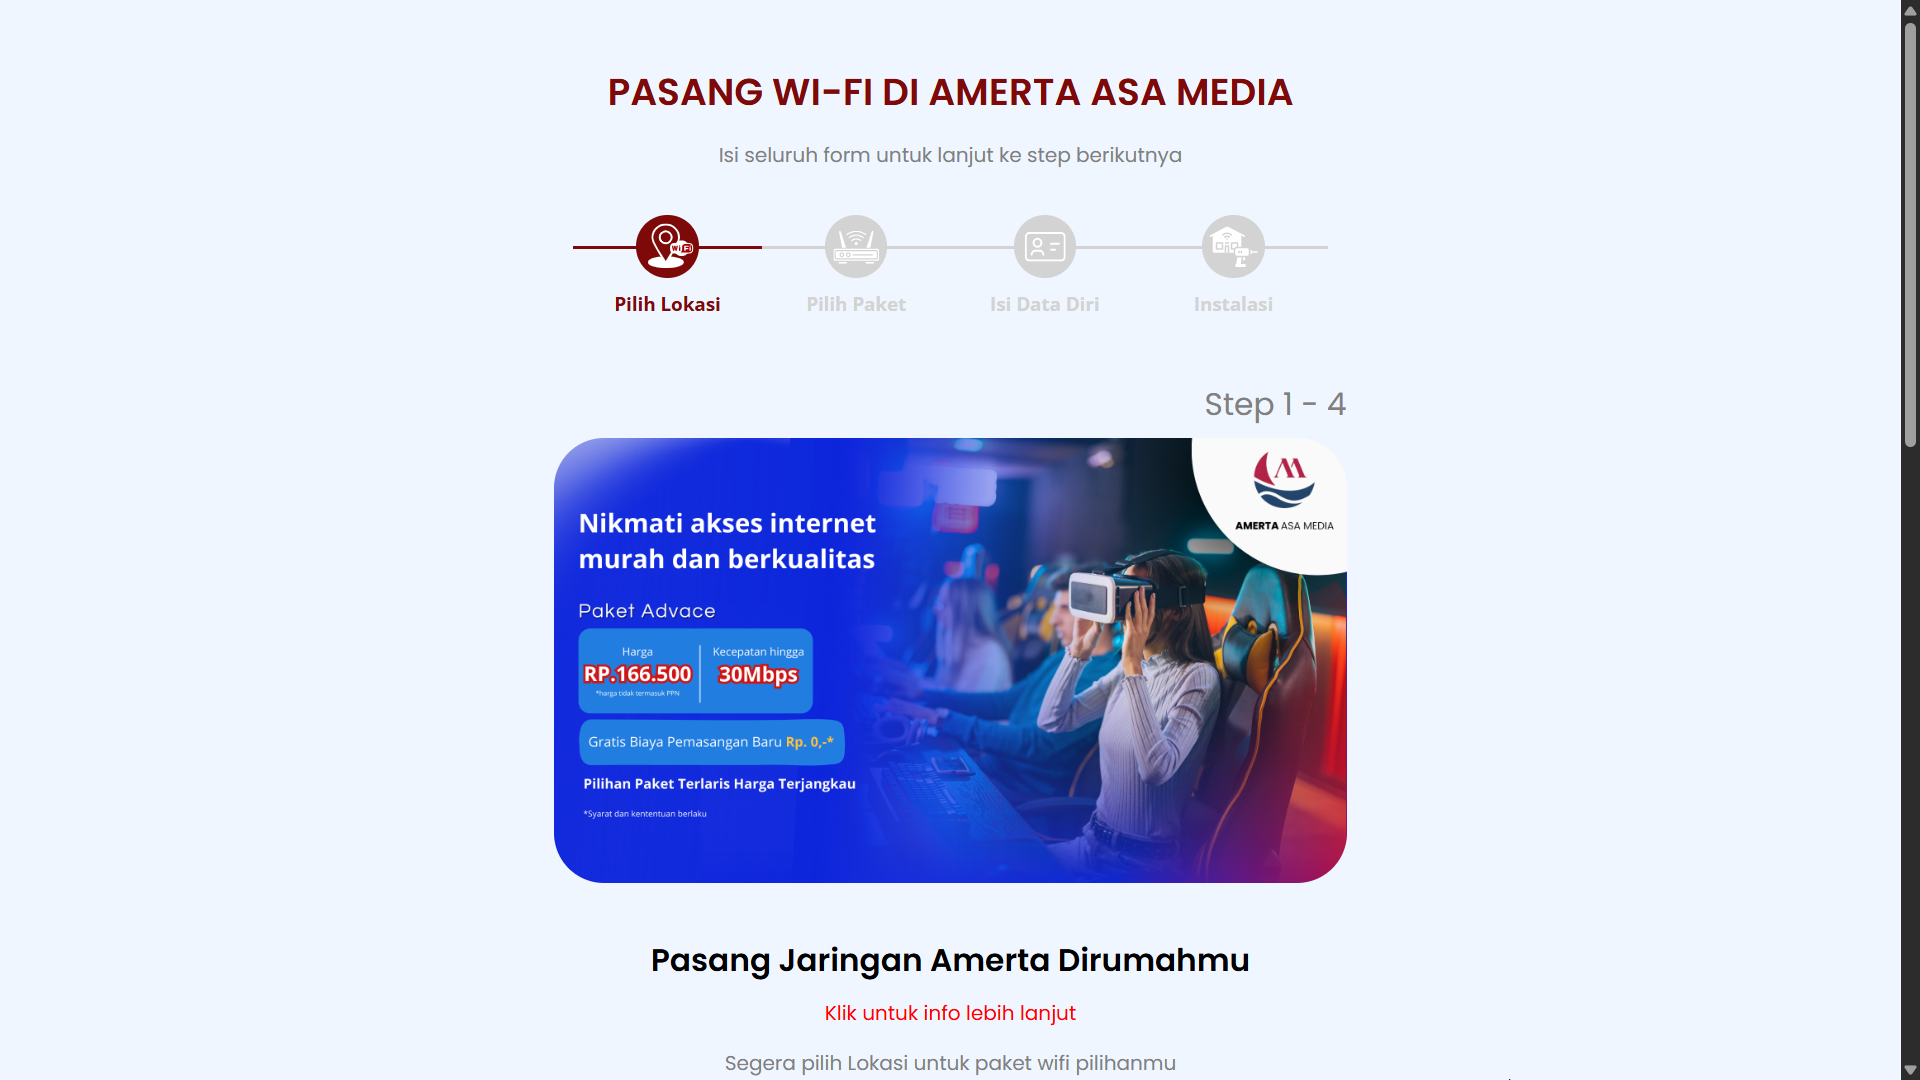 PASANG WI-FI DI AMERTA ASA MEDIA
Isi seluruh form untuk lanjut ke step berikutnya
WiFi
Pilih Lokasi
Pilih Paket
Isi Data Diri
Instalasi
Step 1 - 4
AMERTA ASA MEDIA
Nikmati akses internet
murah dan berkualitas
Paket Advace
Harga
RP.166.500
*harga tidak termasuk PPN
Kecepatan hingga
30Mbps
Gratis Biaya Pemasangan Baru Rp. 0,-*
Pilihan Paket Terlaris Harga Terjangkau
*Syarat dan kententuan berlaku
Pasang Jaringan Amerta Dirumahmu
Klik untuk info lebih lanjut
Segera pilih Lokasi untuk paket wifi pilihanmu